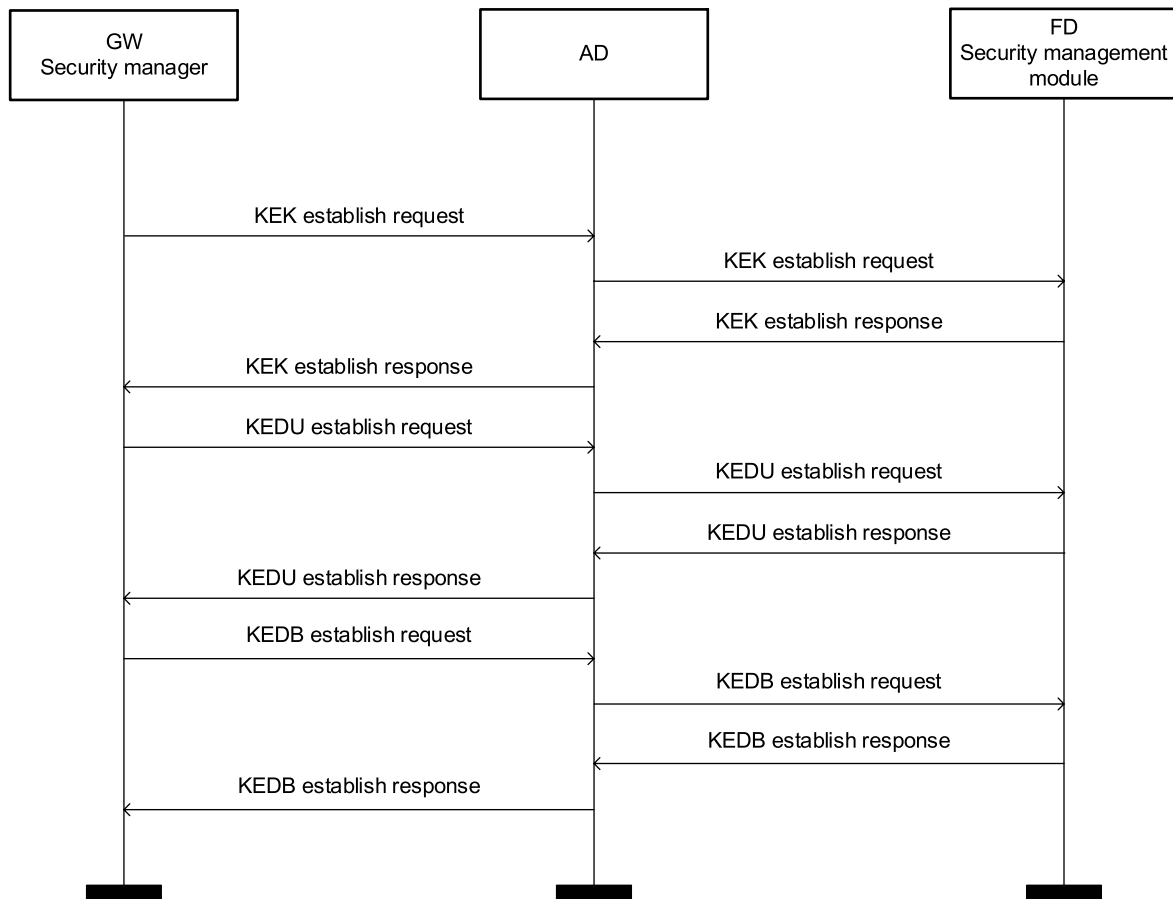 GW
Security manager
AD
FD
Security management
module
KEK establish request
KEK establish request
KEK establish response
KEK establish response
KEDU establish request
KEDU establish request
KEDU establish response
KEDU establish response
KEDB establish request
KEDB establish request
KEDB establish response
KEDB establish response